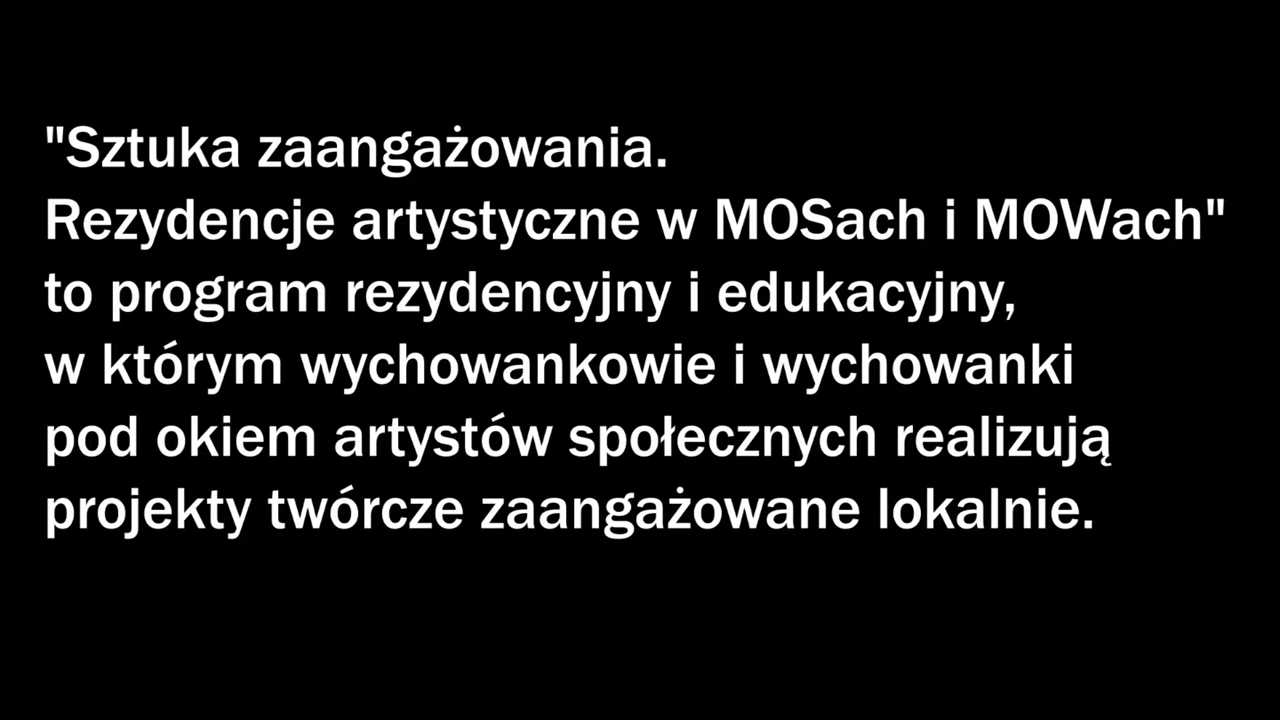 "Sztuka zaangażowania.
Rezydencje artystyczne w MOSach i MOWach"
to program rezydencyjny i edukacyjny,
w którym wychowankowie i wychowanki
pod okiem artystów społecznych realizują
projekty twórcze zaangażowane lokalnie.